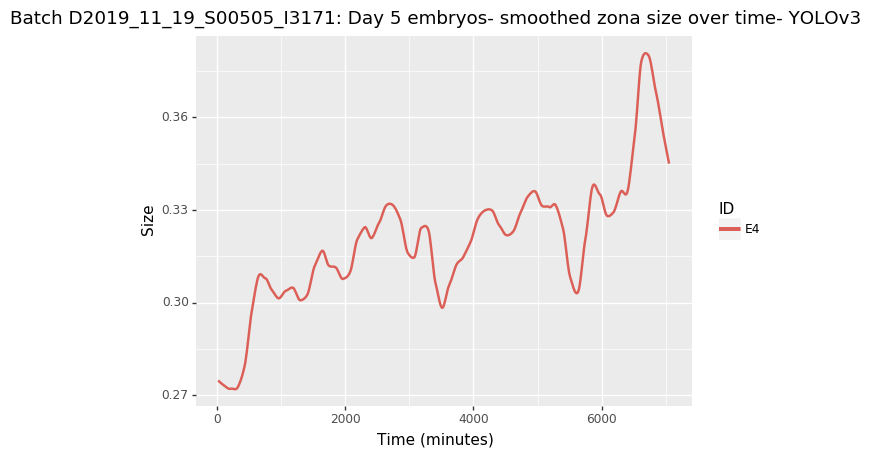 Batch D2019_11_19_S00505_I3171: Day 5 embryos- smoothed zona size over time- YOLOv3
0.36
0.33
0.30
0.27
Size
0 2000 4000 6000
Time (minutes)
ID
E4